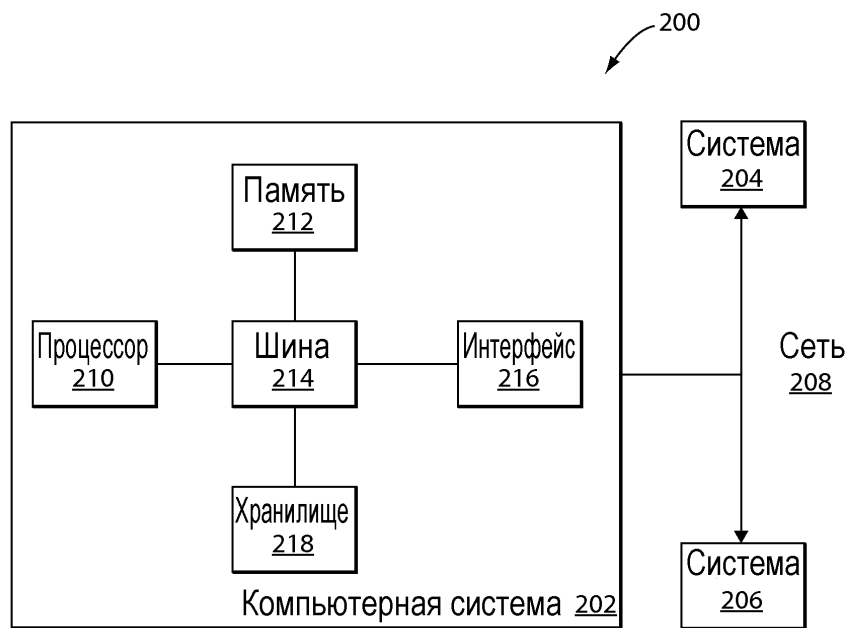 200
Система
204
Память
212
Процессор
210
Шина
214
Интерфейс
216
Сеть
208
Хранилище
218
Система
206
Компьютерная система 202